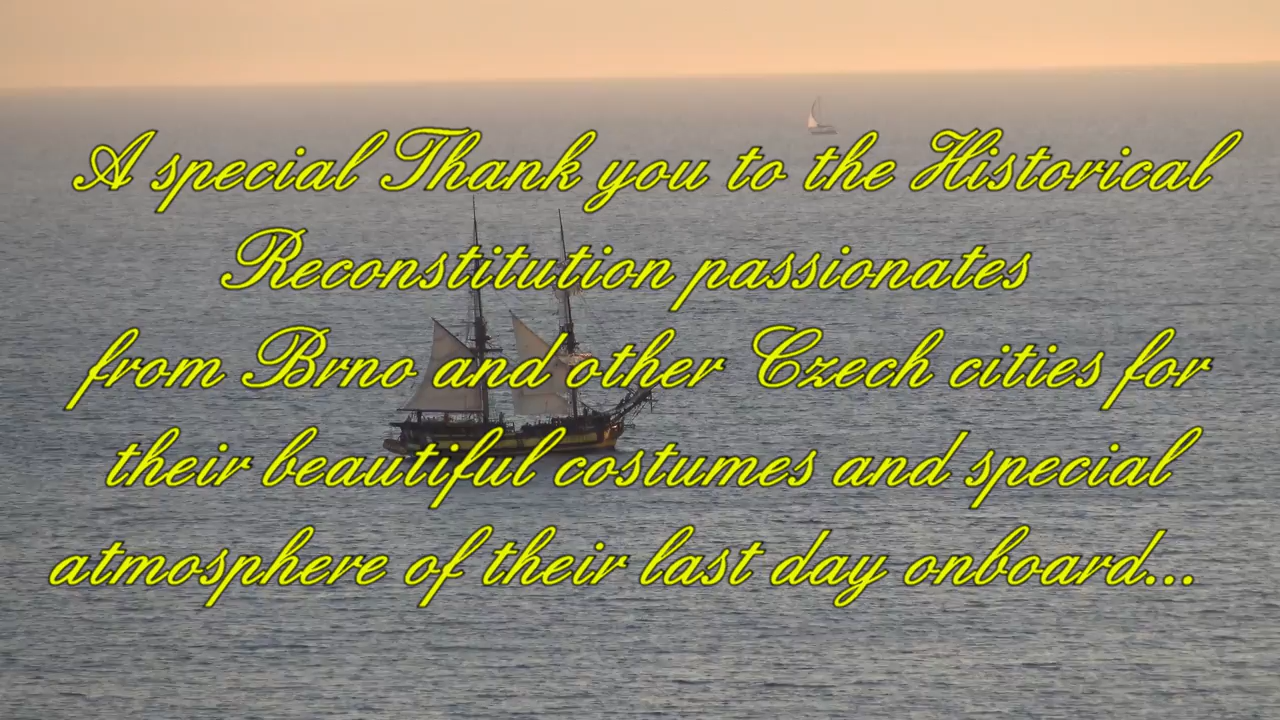 A special Thank you to the Historical
Reconstitution passionates
from Brno and other Czech cities for
their beautiful costumes and special
atmosphere of their last day onboard...